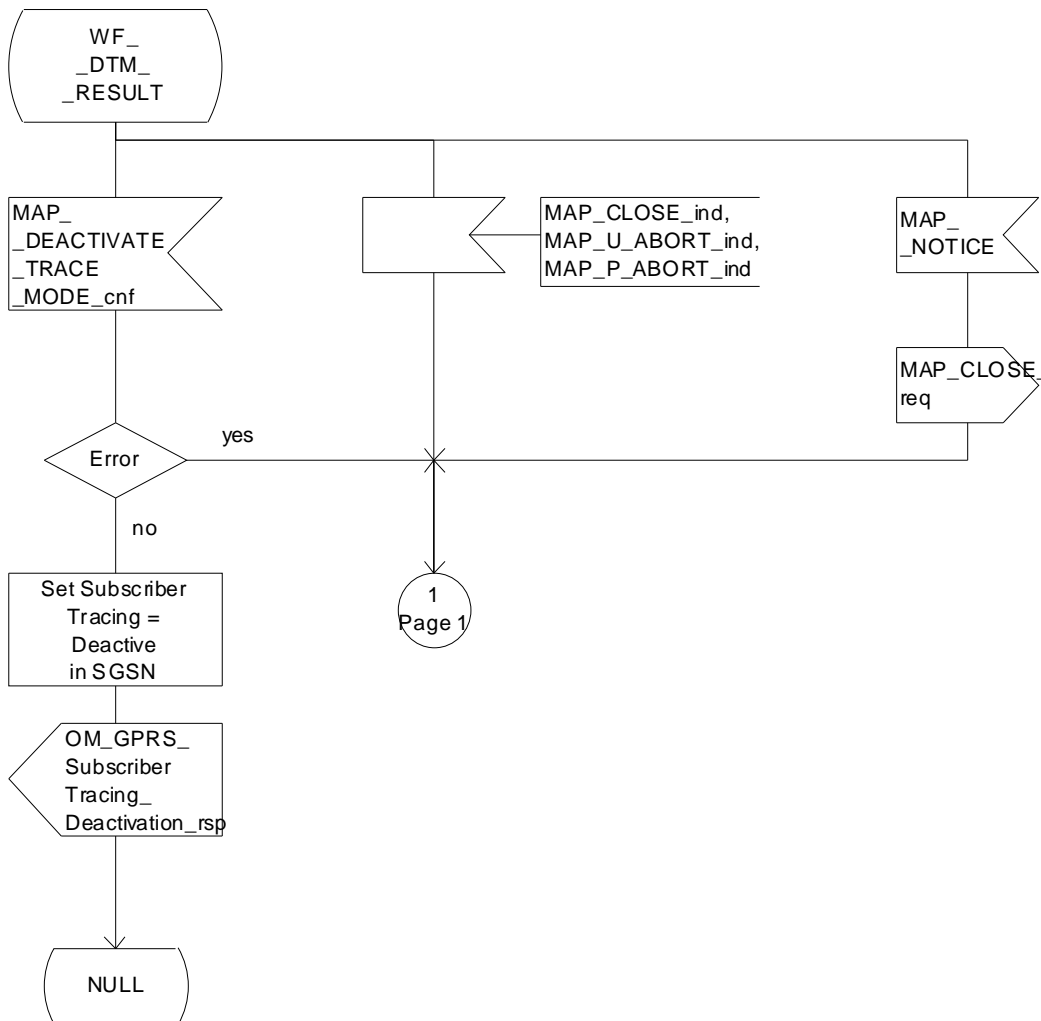 WF_
_DTM_
_RESULT
MAP_
_DEACTIVATE
_TRACE
_MODE_cnf
MAP_CLOSE_ind,
MAP_U_ABORT_ind,
MAP_P_ABORT_ind
MAP_
_NOTICE
MAP_CLOSE_
req
Error
yes
no
Set Subscriber
Tracing =
Deactive
in SGSN
1
Page 1
OM_GPRS_
Subscriber
Tracing_
Deactivation_rsp
NULL